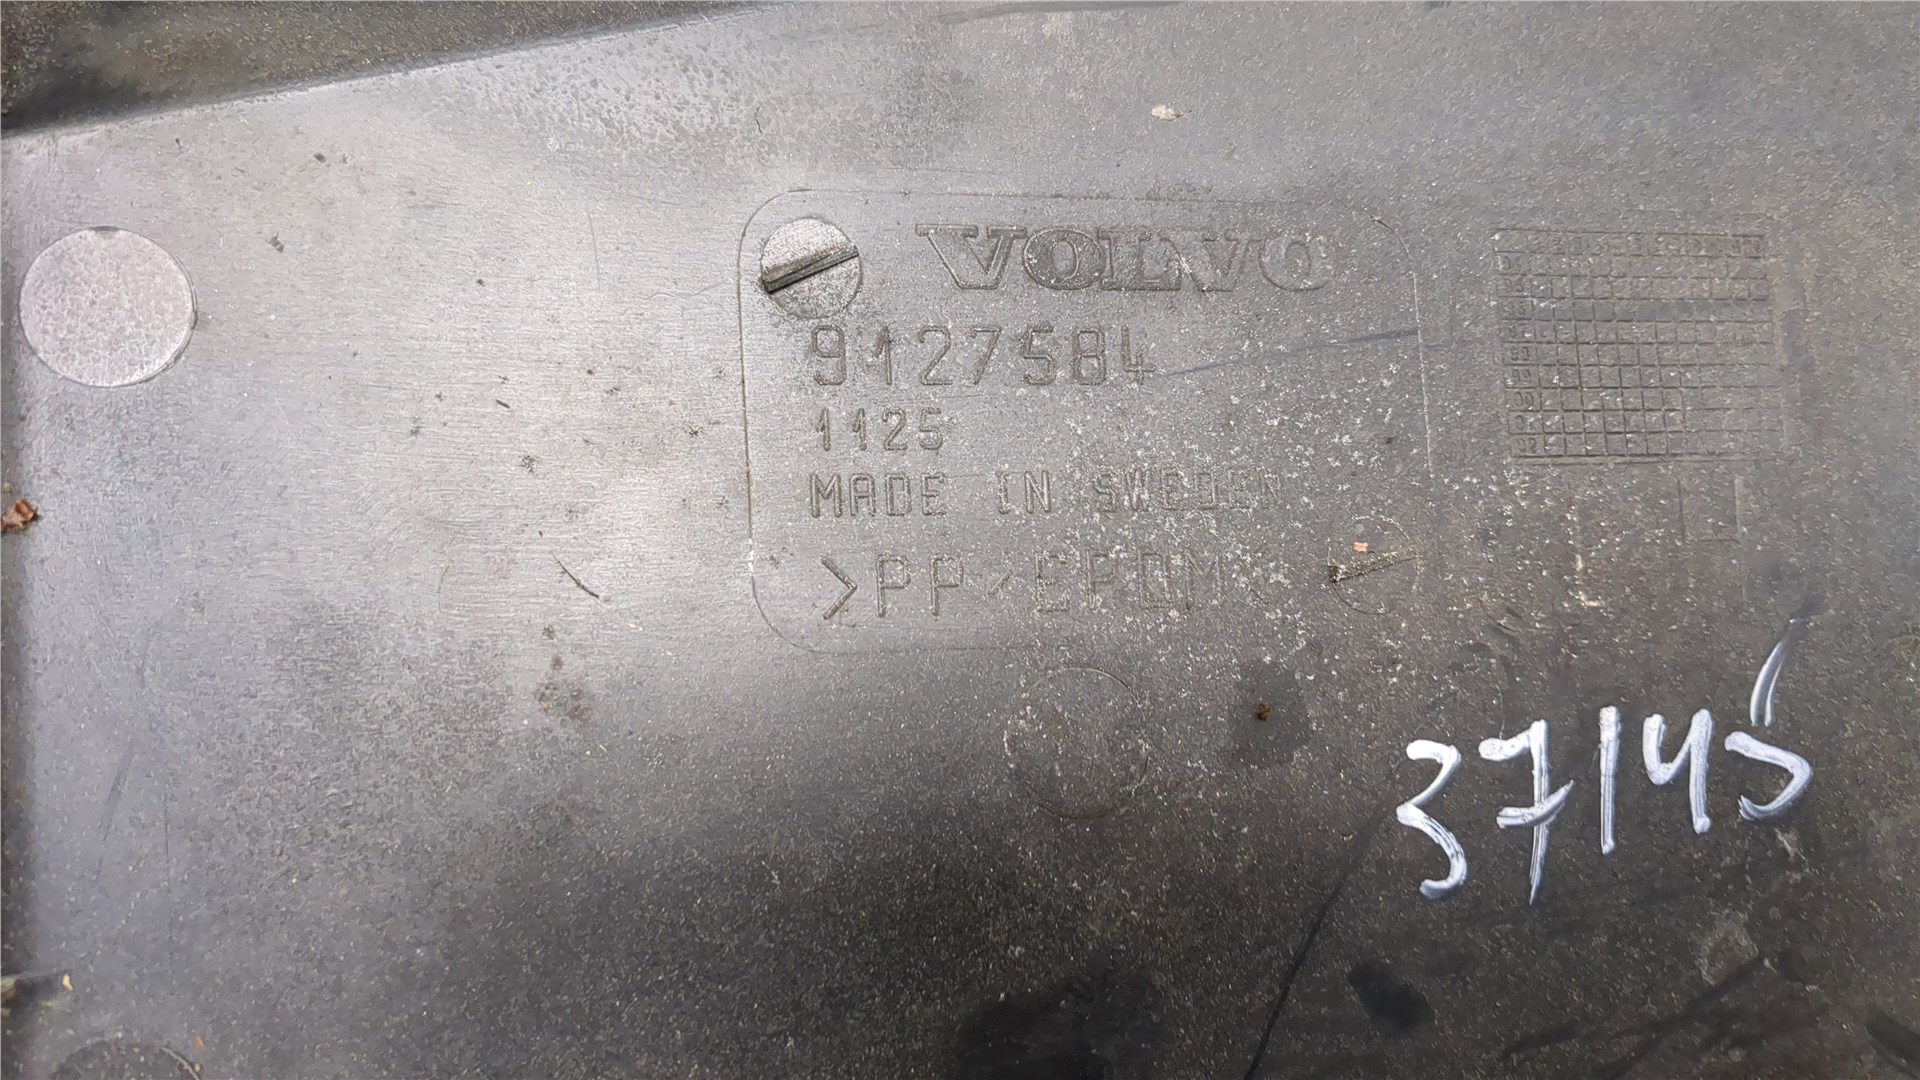 VOLVO
9127584
1125
MADE IN SWEDEN
>PP/EPDM<
37145